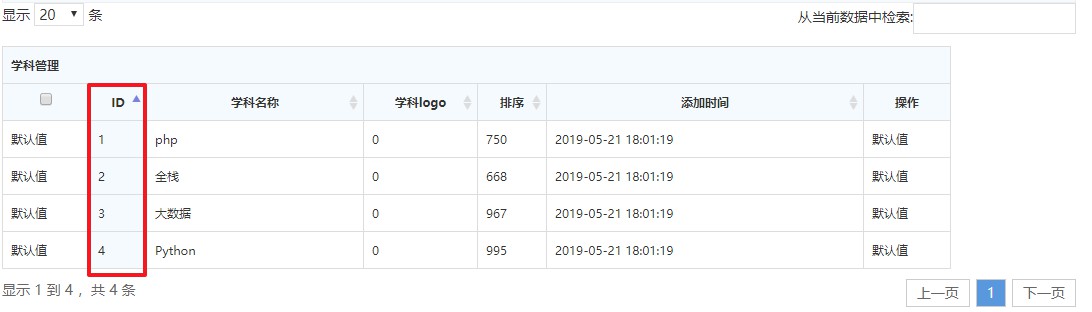 显示 20 条 从当前数据中检索:
学科管理
ID 学科名称 学科logo 排序 添加时间 操作
默认值 1 php 0 750 2019-05-21 18:01:19 默认值
默认值 2 全栈 0 668 2019-05-21 18:01:19 默认值
默认值 3 大数据 0 967 2019-05-21 18:01:19 默认值
默认值 4 Python 0 995 2019-05-21 18:01:19 默认值
显示 1 到 4 ，共 4 条 上一页 1 下一页